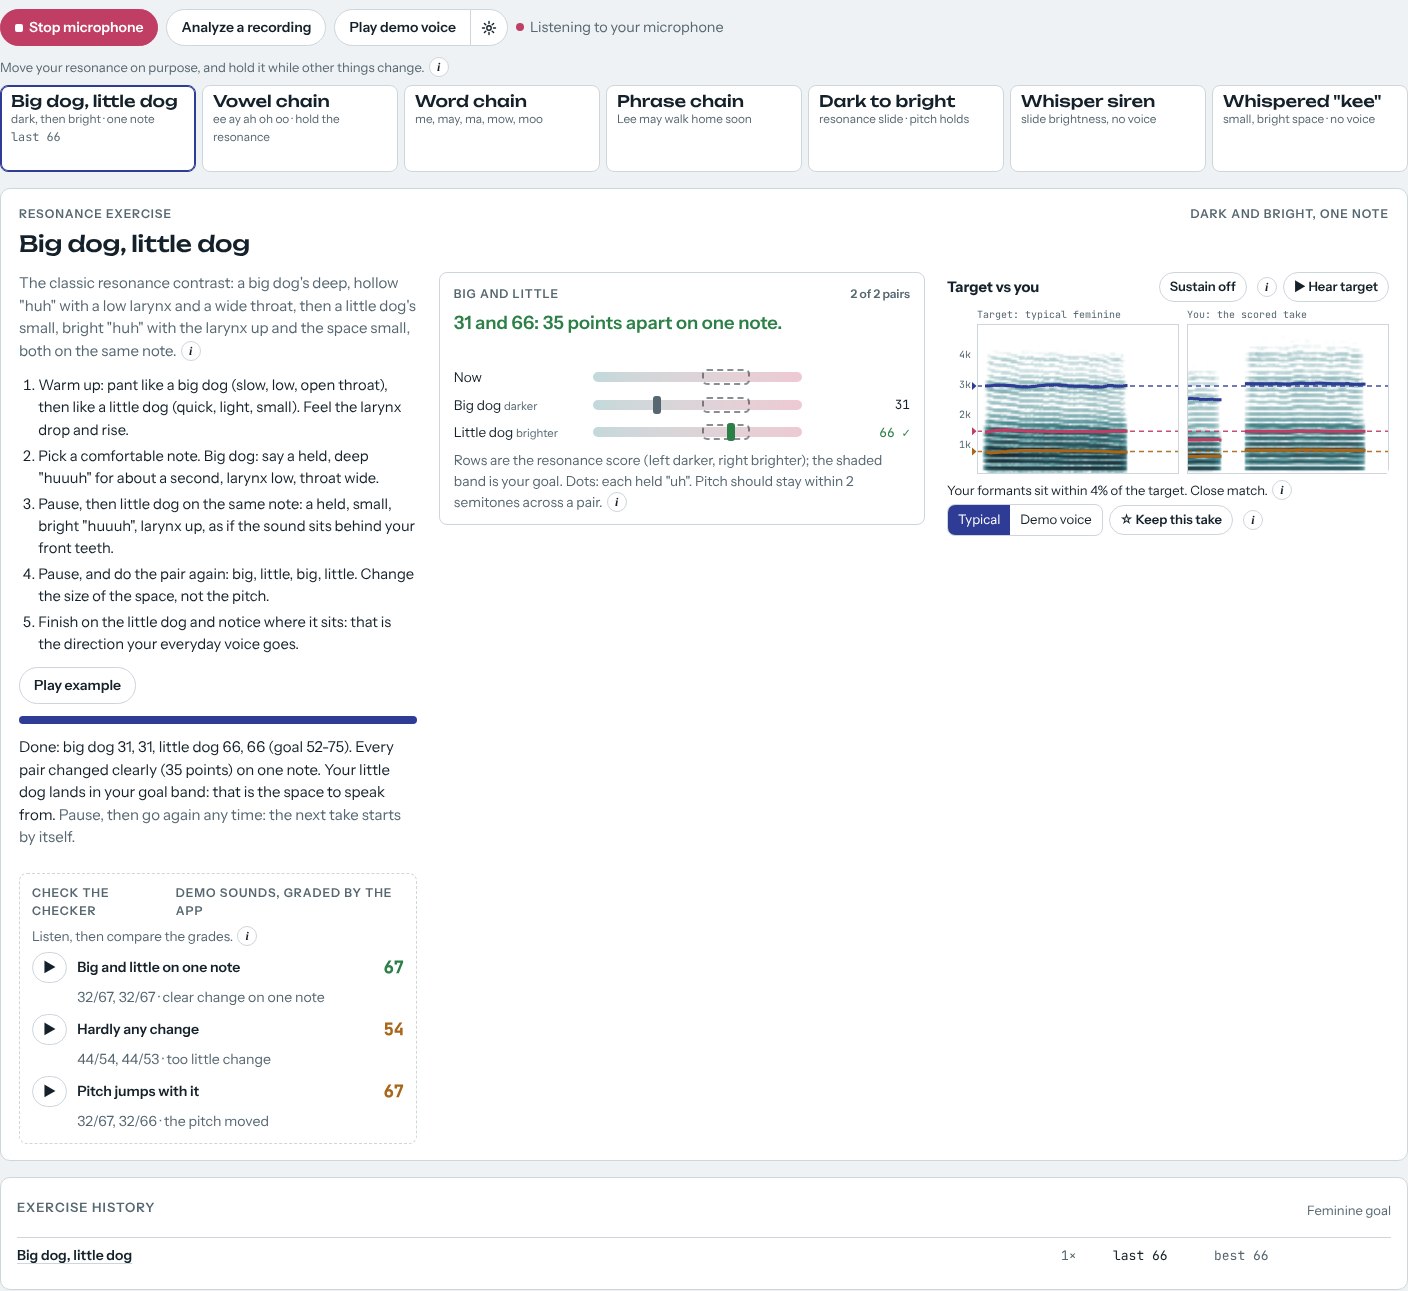 Stop microphone
Analyze a recording
Play demo voice
Listening to your microphone
Move your resonance on purpose, and hold it while other things change. i
Big dog, little dog
dark, then bright · one note
last 66
Vowel chain
ee ay ah oh oo · hold the
resonance
Word chain
me, may, ma, mow, moo
Phrase chain
Lee may walk home soon
Dark to bright
resonance slide · pitch holds
Whisper siren
slide brightness, no voice
Whispered "kee"
small, bright space · no voice
RESONANCE EXERCISE
DARK AND BRIGHT, ONE NOTE
Big dog, little dog
The classic resonance contrast: a big dog's deep, hollow
"huh" with a low larynx and a wide throat, then a little dog's
small, bright "huh" with the larynx up and the space small,
both on the same note. i
1. Warm up: pant like a big dog (slow, low, open throat),
then like a little dog (quick, light, small). Feel the larynx
drop and rise.
2. Pick a comfortable note. Big dog: say a held, deep
"huuuh" for about a second, larynx low, throat wide.
3. Pause, then little dog on the same note: a held, small,
bright "huuuh", larynx up, as if the sound sits behind your
front teeth.
4. Pause, and do the pair again: big, little, big, little. Change
the size of the space, not the pitch.
5. Finish on the little dog and notice where it sits: that is
the direction your everyday voice goes.
Play example
Done: big dog 31, 31, little dog 66, 66 (goal 52-75). Every
pair changed clearly (35 points) on one note. Your little
dog lands in your goal band: that is the space to speak
from. Pause, then go again any time: the next take starts
by itself.
CHECK THE
CHECKER
DEMO SOUNDS, GRADED BY THE
APP
Listen, then compare the grades. i
Big and little on one note 67
32/67, 32/67 · clear change on one note
Hardly any change 54
44/54, 44/53 · too little change
Pitch jumps with it 67
32/67, 32/66 · the pitch moved
BIG AND LITTLE
2 of 2 pairs
31 and 66: 35 points apart on one note.
Now
Big dog darker 31
Little dog brighter 66 ✓
Rows are the resonance score (left darker, right brighter); the shaded
band is your goal. Dots: each held "uh". Pitch should stay within 2
semitones across a pair. i
Target vs you
Sustain off
i
▶ Hear target
Target: typical feminine
You: the scored take
4k
3k
2k
1k
Your formants sit within 4% of the target. Close match. i
Typical
Demo voice
☆ Keep this take
i
EXERCISE HISTORY
Feminine goal
Big dog, little dog 1× last 66 best 66